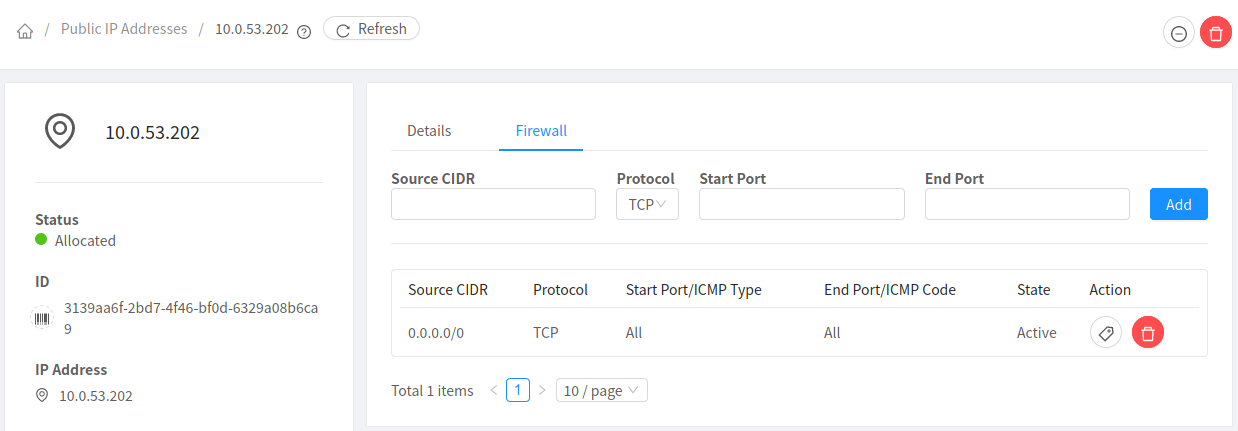 / Public IP Addresses / 10.0.53.202 Refresh
10.0.53.202
Status
Allocated
ID
3139aa6f-2bd7-4f46-bf0d-6329a08b6ca
9
IP Address
10.0.53.202
Details Firewall
Source CIDR Protocol Start Port End Port
TCP Add
Source CIDR Protocol Start Port/ICMP Type End Port/ICMP Code State Action
0.0.0.0/0 TCP All All Active
Total 1 items < 1 > 10 / page